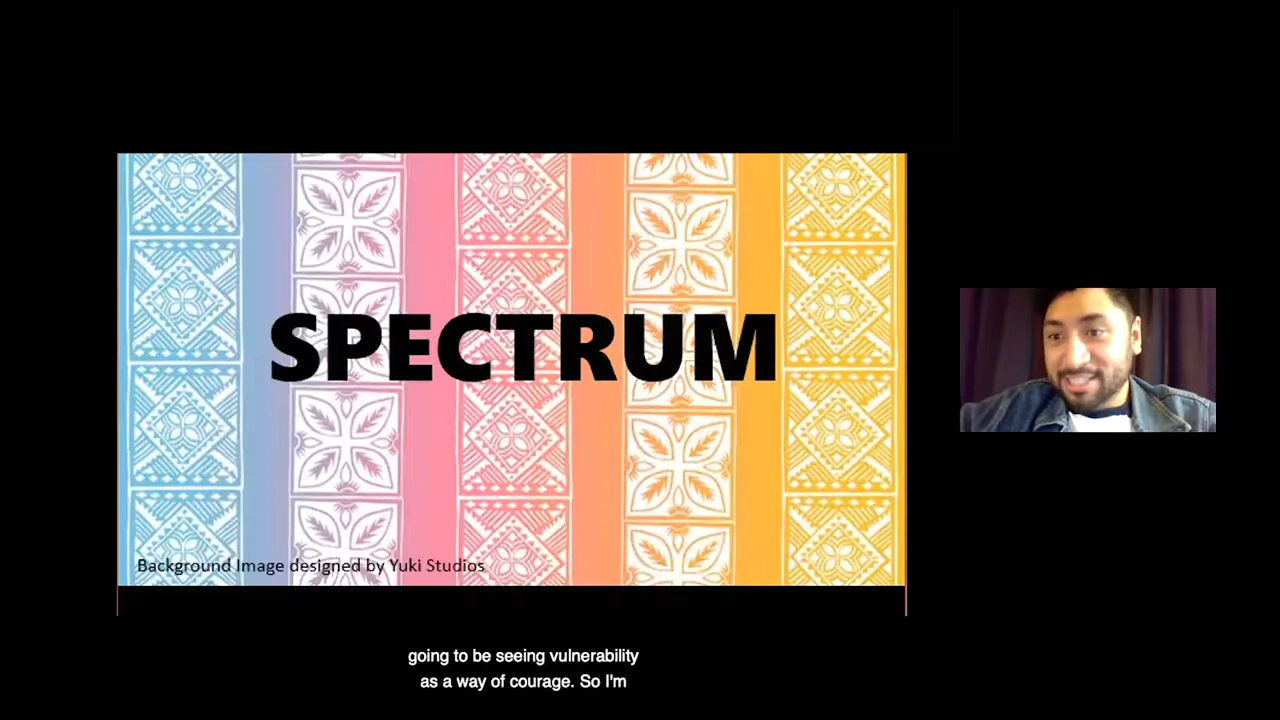 SPECTRUM
Background Image designed by Yuki Studios
going to be seeing vulnerability
as a way of courage. So I'm